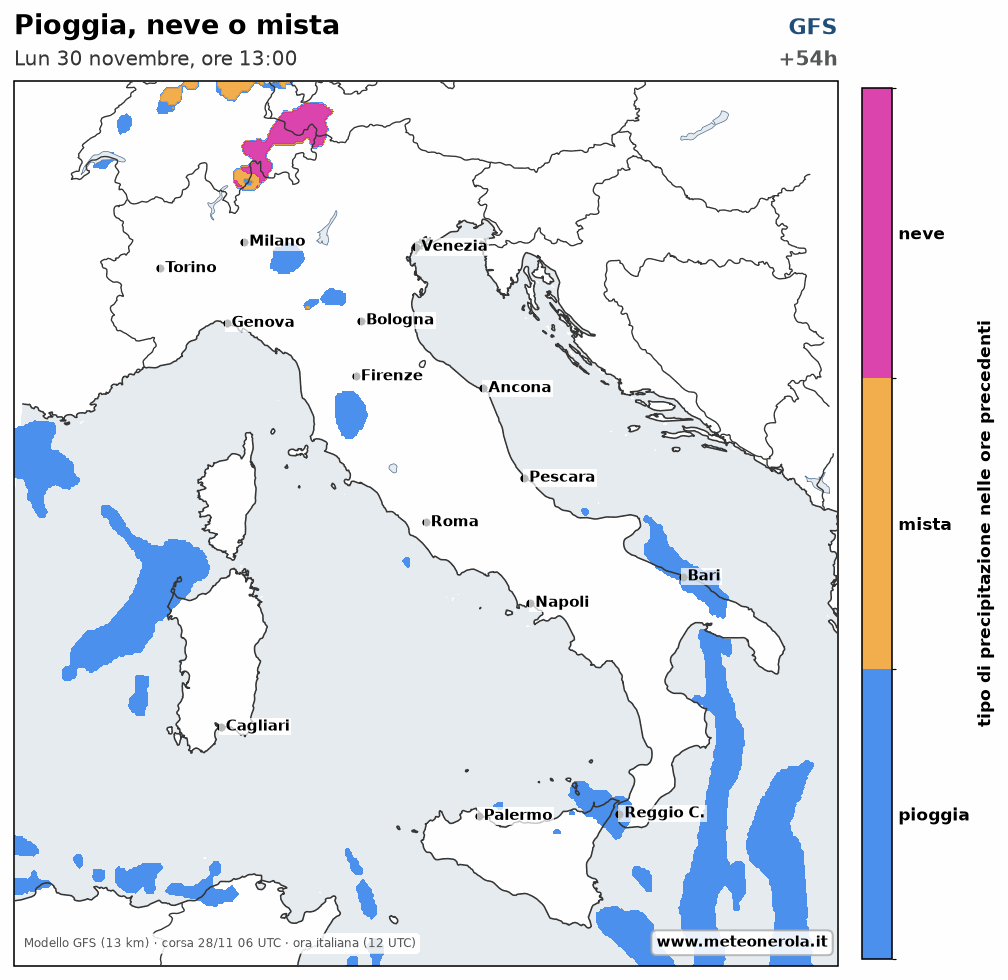 Pioggia, neve o mista
GFS
Lun 30 novembre, ore 13:00
+54h
neve
mista
pioggia
tipo di precipitazione nelle ore precedenti
Milano
Venezia
Torino
Genova
Bologna
Firenze
Ancona
Pescara
Roma
Bari
Napoli
Cagliari
Palermo
Reggio C.
Modello GFS (13 km) · corsa 28/11 06 UTC · ora italiana (12 UTC)
www.meteonerola.it